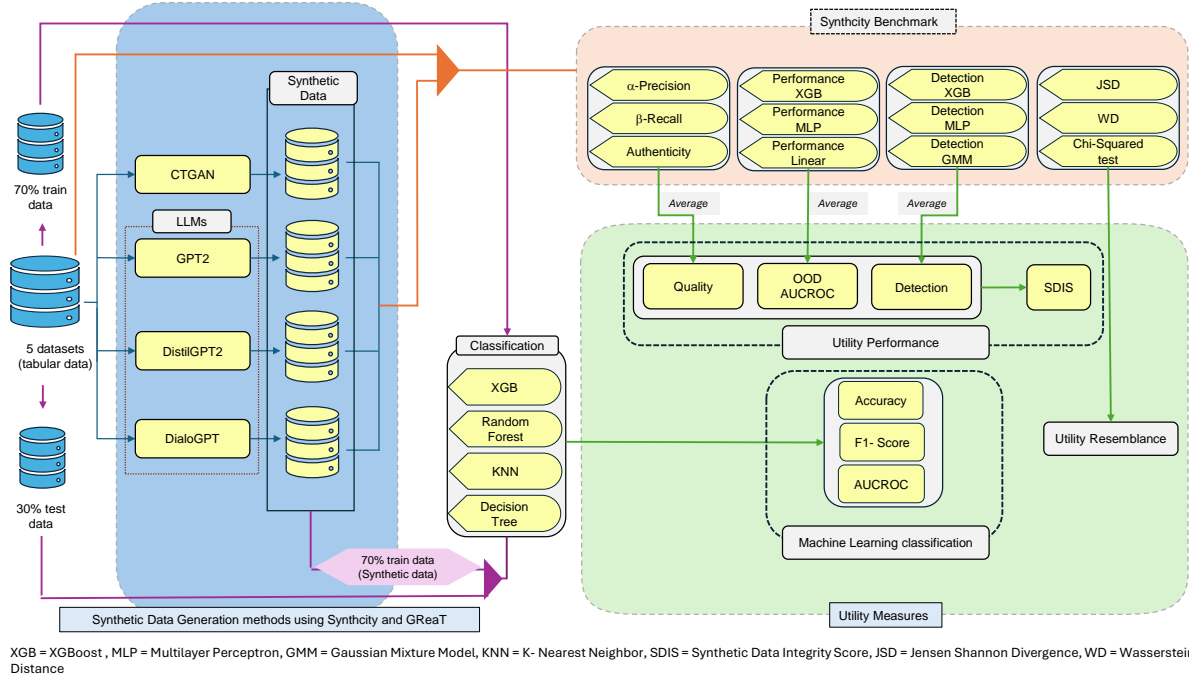 Synthcity Benchmark
Synthetic
Data
α-Precision
β-Recall
Authenticity
Performance
XGB
Performance
MLP
Performance
Linear
Detection
XGB
Detection
MLP
Detection
GMM
JSD
WD
Chi-Squared
test
70% train
data
CTGAN
LLMs
GPT2
DistilGPT2
DialoGPT
5 datasets
(tabular data)
30% test
data
Average
Average
Average
Quality
OOD
AUCROC
Detection
SDIS
Utility Performance
Classification
XGB
Random
Forest
KNN
Decision
Tree
Accuracy
F1- Score
AUCROC
Machine Learning classification
Utility Resemblance
70% train data
(Synthetic data)
Synthetic Data Generation methods using Synthcity and GReaT
Utility Measures
XGB = XGBoost , MLP = Multilayer Perceptron, GMM = Gaussian Mixture Model, KNN = K- Nearest Neighbor, SDIS = Synthetic Data Integrity Score, JSD = Jensen Shannon Divergence, WD = Wasserstein
Distance